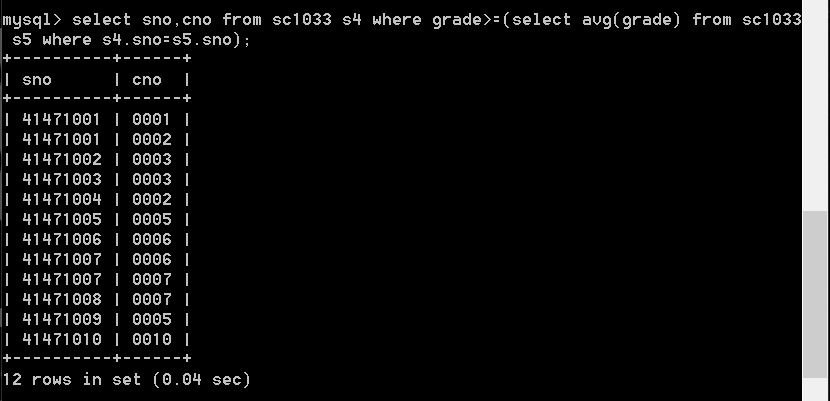 mysql> select sno,cno from sc1033 s4 where grade>=(select avg(grade) from sc1033
 s5 where s4.sno=s5.sno);
+----------+------+
| sno      | cno  |
+----------+------+
| 41471001 | 0001 |
| 41471001 | 0002 |
| 41471002 | 0003 |
| 41471003 | 0003 |
| 41471004 | 0002 |
| 41471005 | 0005 |
| 41471006 | 0006 |
| 41471007 | 0006 |
| 41471007 | 0007 |
| 41471008 | 0007 |
| 41471009 | 0005 |
| 41471010 | 0010 |
+----------+------+
12 rows in set (0.04 sec)